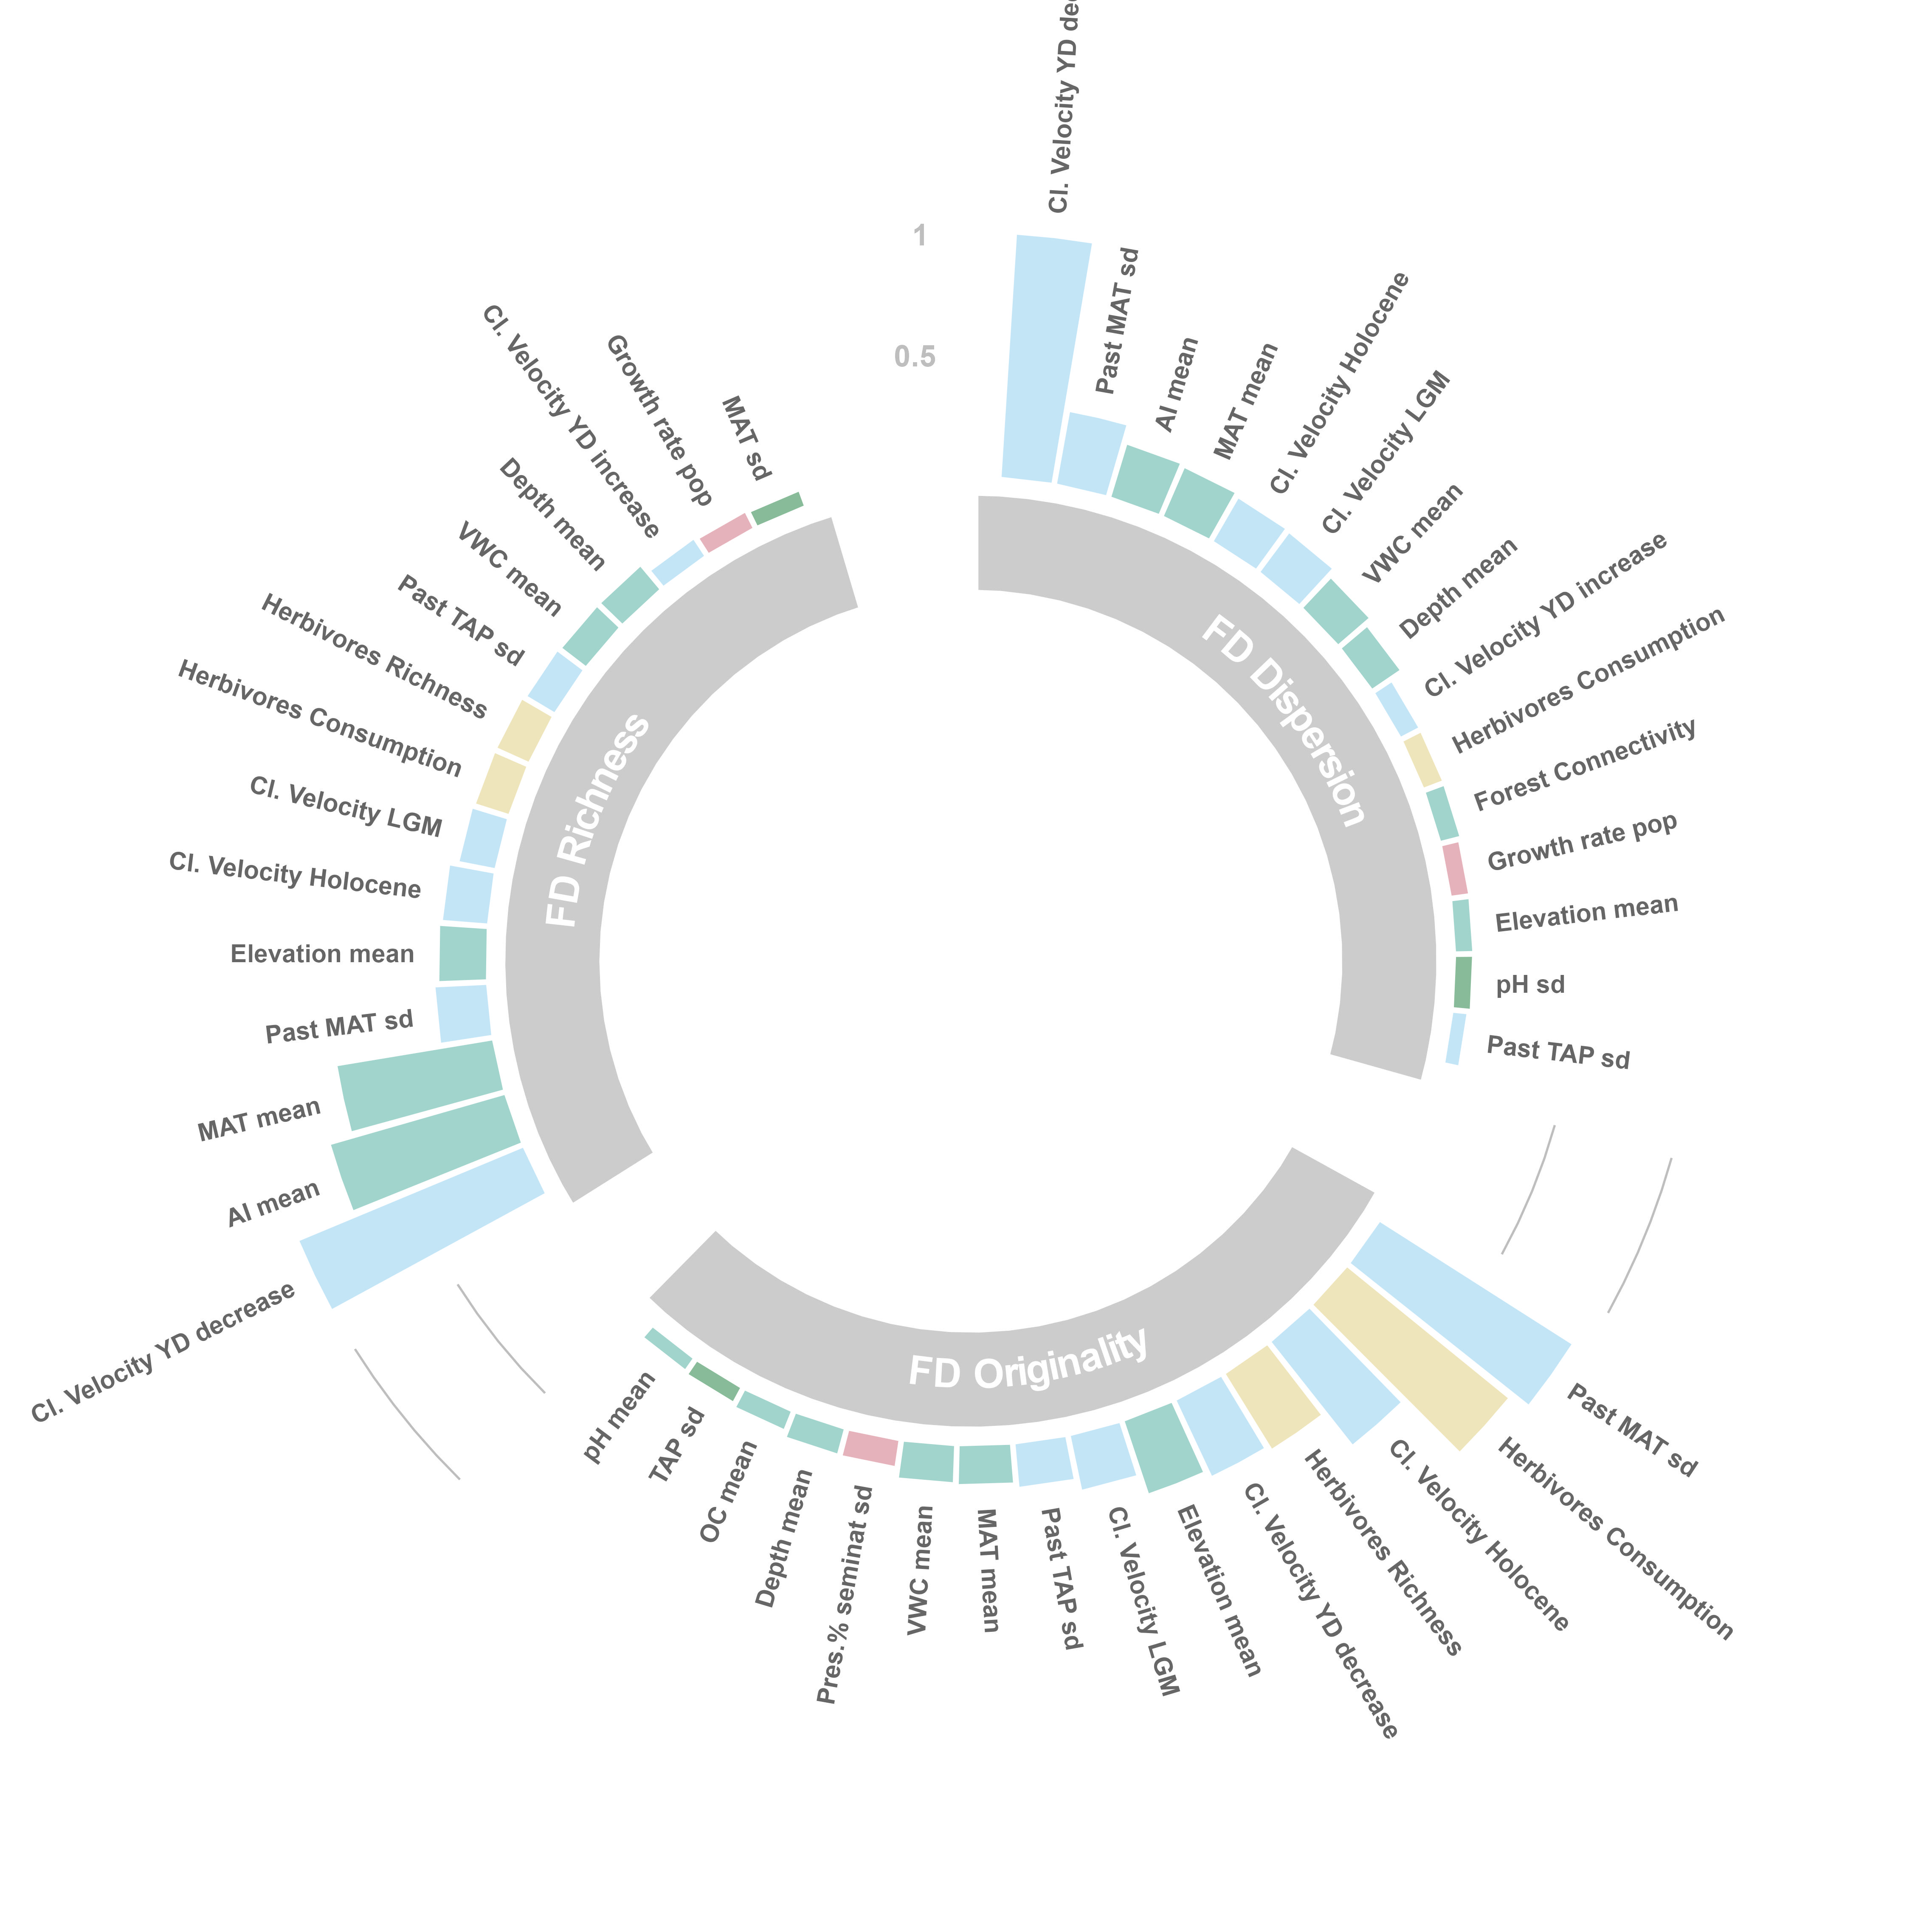 1
0.5
FD Dispersion
Cl. Velocity YD
Past MAT sd
AI mean
MAT mean
Cl. Velocity Holocene
Cl. Velocity LGM
VWC mean
Depth mean
Cl. Velocity YD increase
Herbivores Consumption
Forest Connectivity
Growth rate pop
Elevation mean
pH sd
Past TAP sd
FD Originality
Past MAT sd
Herbivores Consumption
Cl. Velocity Holocene
Herbivores Richness
Cl. Velocity YD decrease
Elevation mean
Cl. Velocity LGM
Past TAP sd
MAT mean
VWC mean
Pres.% seminat sd
Depth mean
OC mean
TAP sd
pH mean
FD Richness
Cl. Velocity YD decrease
AI mean
MAT mean
Past MAT sd
Elevation mean
Cl. Velocity Holocene
Cl. Velocity LGM
Herbivores Consumption
Herbivores Richness
Past TAP sd
VWC mean
Depth mean
Cl. Velocity YD increase
Growth rate pop
MAT sd